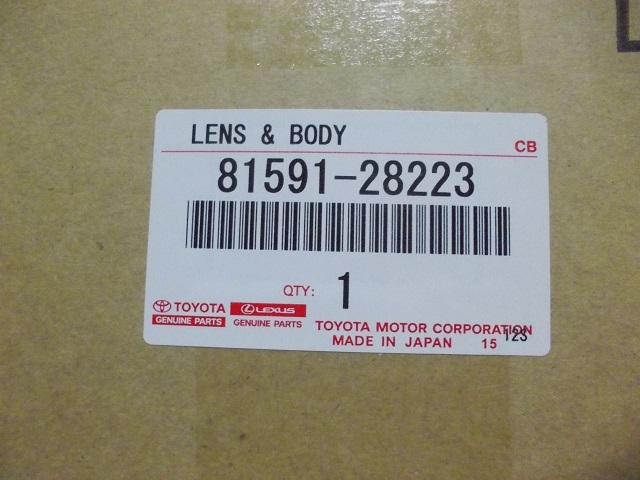 LENS & BODY
CB
81591-28223
QTY: 1
TOYOTA
GENUINE PARTS
LEXUS
GENUINE PARTS
TOYOTA MOTOR CORPORATION
MADE IN JAPAN 15
12S